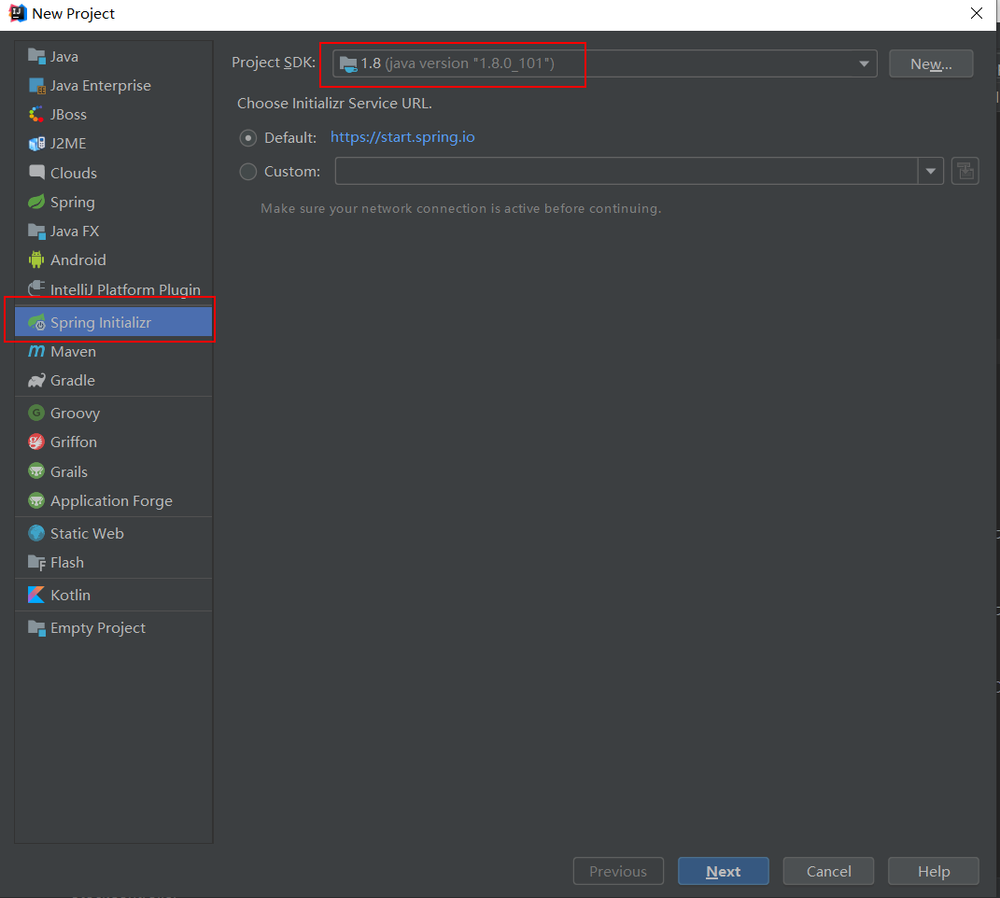 New Project
Java
Java Enterprise
JBoss
J2ME
Clouds
Spring
Java FX
Android
IntelliJ Platform Plugin
Spring Initializr
Maven
Gradle
Groovy
Griffon
Grails
Application Forge
Static Web
Flash
Kotlin
Empty Project
Project SDK: 1.8 (java version "1.8.0_101") New...
Choose Initializr Service URL.
Default: https://start.spring.io
Custom:
Make sure your network connection is active before continuing.
Previous Next Cancel Help